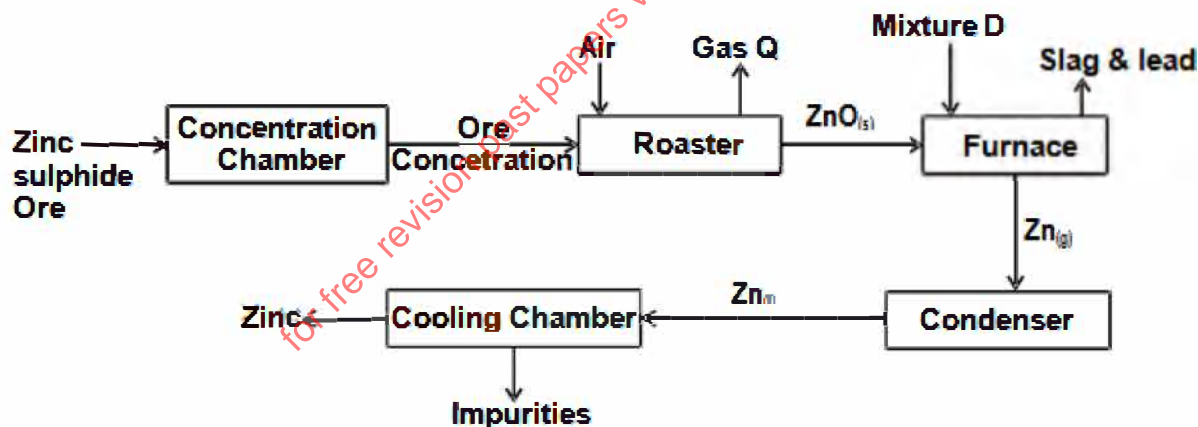 Mixture D
Air
Gas Q
Slag & lead
Zinc
sulphide
Ore
Concentration
Chamber
Ore
Concetration
Roaster
ZnO(s)
Furnace
Zn(g)
Zinc
Cooling Chamber
Zn
Condenser
Impurities
for free revision past papers